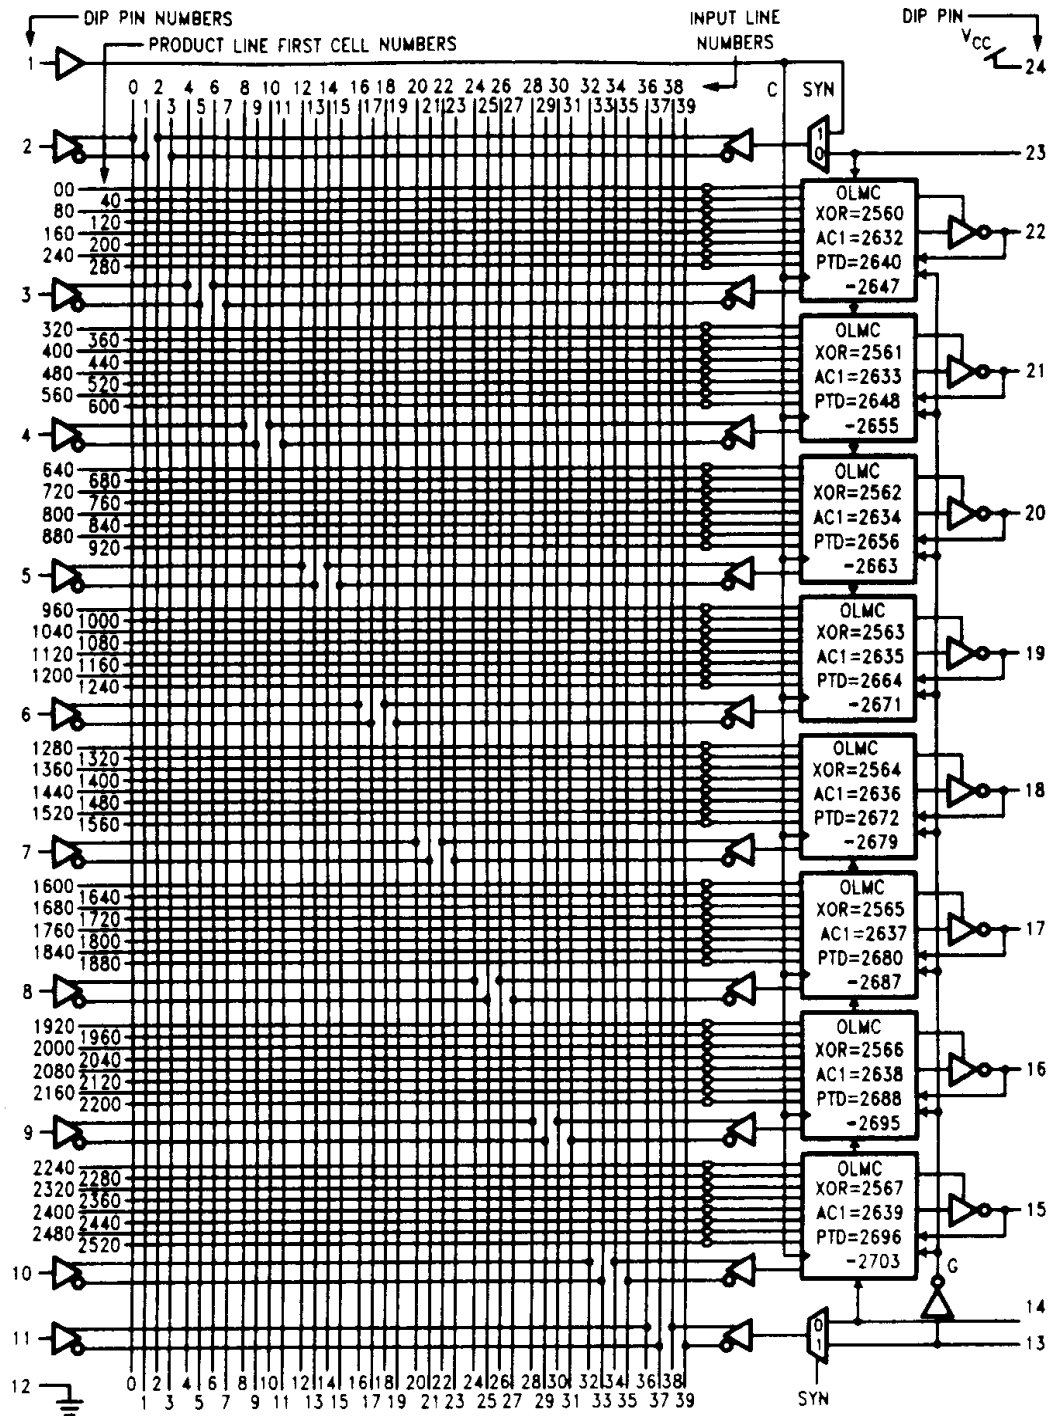 DIP PIN NUMBERS
INPUT LINE NUMBERS
DIP PIN
PRODUCT LINE FIRST CELL NUMBERS
VCC
24
1
0 2 4 6 8 10 12 14 16 18 20 22 24 26 28 30 32 34 36 38
1 3 5 7 9 11 13 15 17 19 21 23 25 27 29 31 33 35 37 39
C
SYN
1
0
2
23
00
40
80
120
160
200
240
280
OLMC
XOR=2560
AC1=2632
PTD=2640
-2647
22
3
320
360
400
440
480
520
560
600
OLMC
XOR=2561
AC1=2633
PTD=2648
-2655
21
4
640
680
720
760
800
840
880
920
OLMC
XOR=2562
AC1=2634
PTD=2656
-2663
20
5
960
1000
1040
1080
1120
1160
1200
1240
OLMC
XOR=2563
AC1=2635
PTD=2664
-2671
19
6
1280
1320
1360
1400
1440
1480
1520
1560
OLMC
XOR=2564
AC1=2636
PTD=2672
-2679
18
7
1600
1640
1680
1720
1760
1800
1840
1880
OLMC
XOR=2565
AC1=2637
PTD=2680
-2687
17
8
1920
1960
2000
2040
2080
2120
2160
2200
OLMC
XOR=2566
AC1=2638
PTD=2688
-2695
16
9
2240
2280
2320
2360
2400
2440
2480
2520
OLMC
XOR=2567
AC1=2639
PTD=2696
-2703
15
10
G
14
11
0
1
13
12
0 2 4 6 8 10 12 14 16 18 20 22 24 26 28 30 32 34 36 38
1 3 5 7 9 11 13 15 17 19 21 23 25 27 29 31 33 35 37 39
SYN